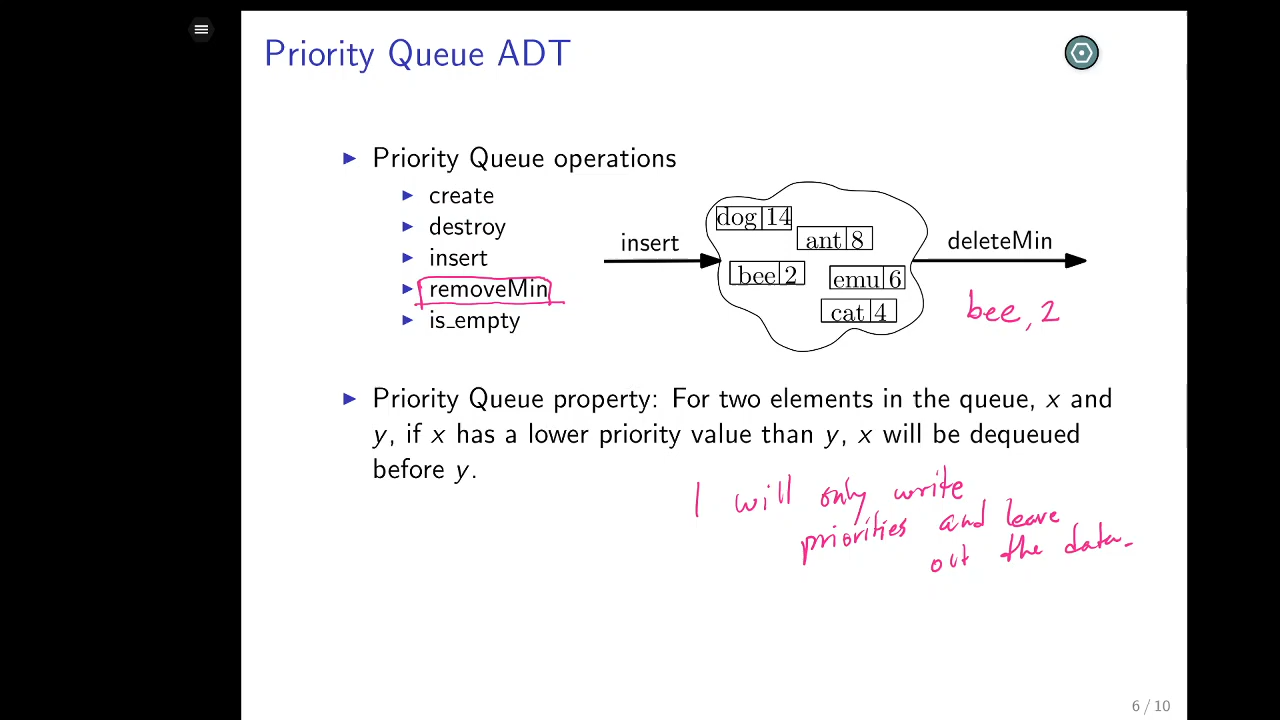 Priority Queue ADT
Priority Queue operations
create
destroy
insert
removeMin
is_empty
insert
dog 14
ant 8
bee 2
emu 6
cat 4
deleteMin
bee, 2
Priority Queue property: For two elements in the queue, x and
y, if x has a lower priority value than y, x will be dequeued
before y.
I will only write
priorities and leave
out the data.
6 / 10